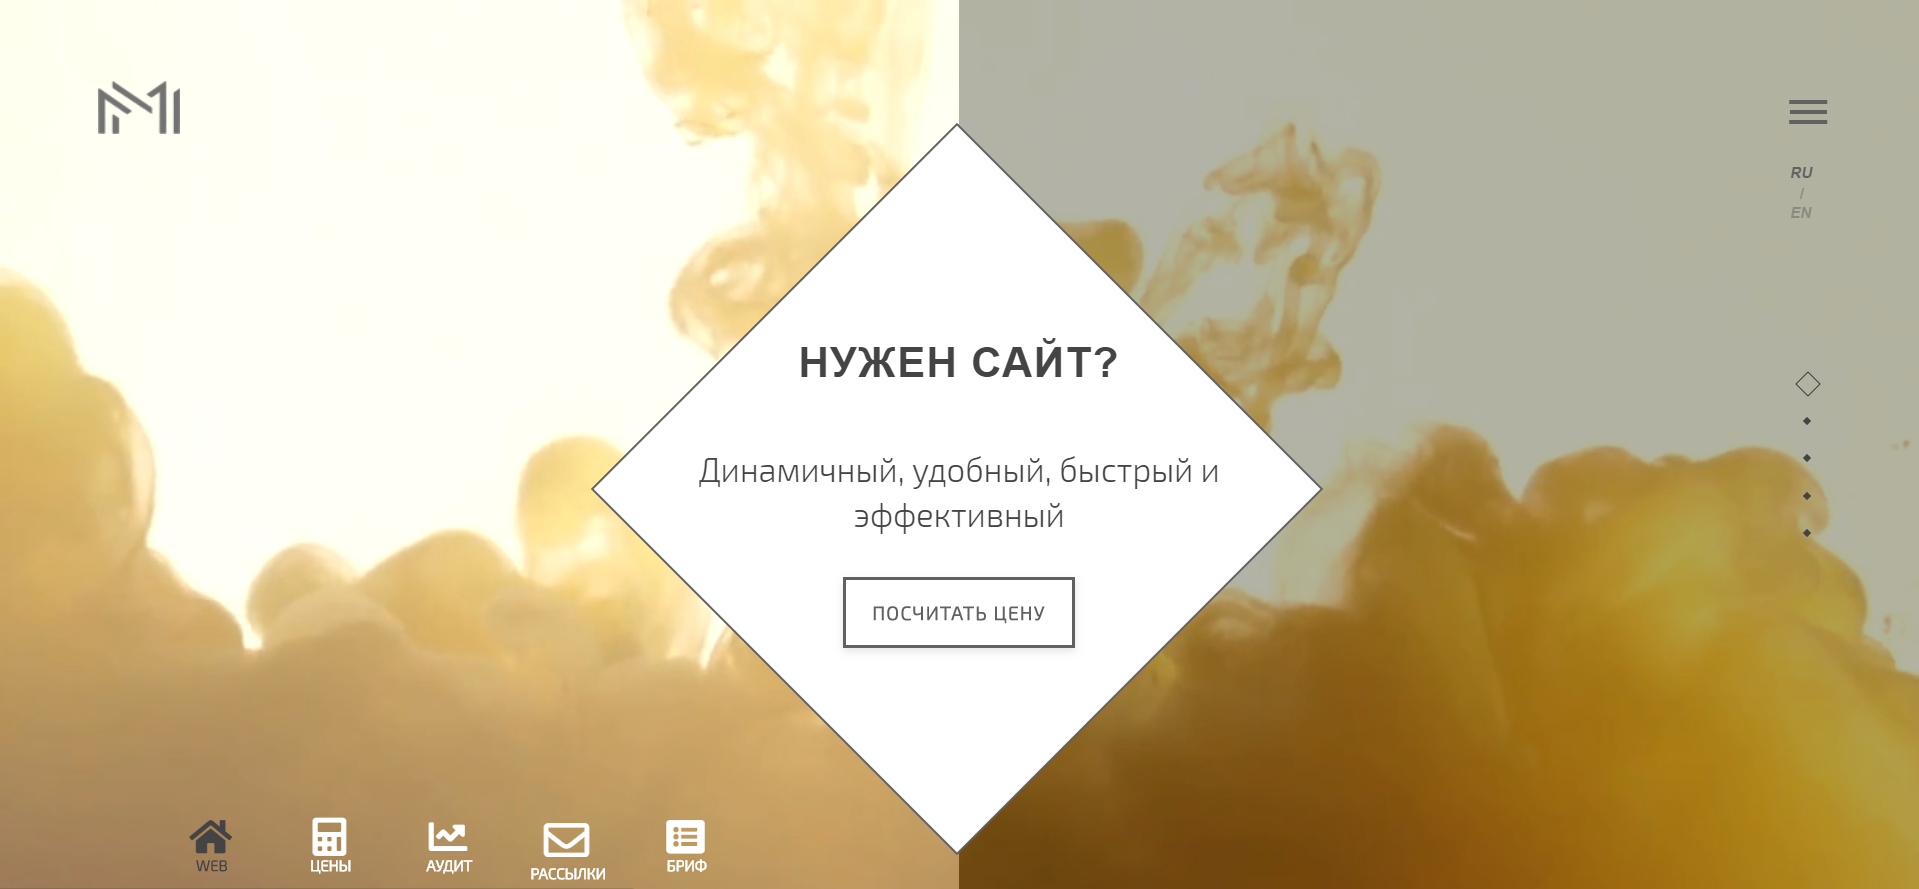 RU
/
EN
НУЖЕН САЙТ?
Динамичный, удобный, быстрый и
эффективный
ПОСЧИТАТЬ ЦЕНУ
WEB
ЦЕНЫ
АУДИТ
РАССЫЛКИ
БРИФ